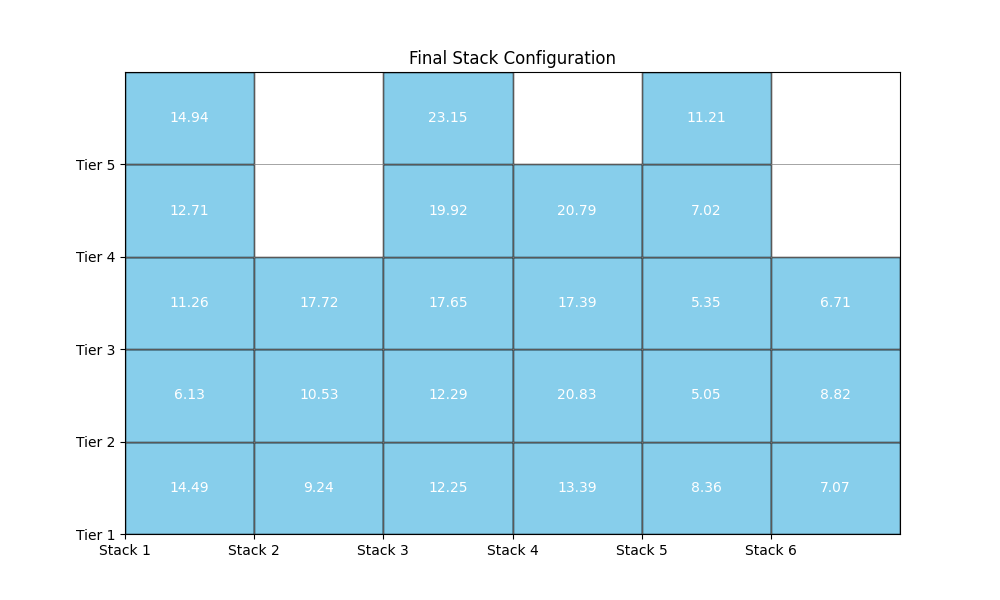 Final Stack Configuration
14.94 23.15 11.21
Tier 5
12.71 19.92 20.79 7.02
Tier 4
11.26 17.72 17.65 17.39 5.35 6.71
Tier 3
6.13 10.53 12.29 20.83 5.05 8.82
Tier 2
14.49 9.24 12.25 13.39 8.36 7.07
Tier 1
Stack 1 Stack 2 Stack 3 Stack 4 Stack 5 Stack 6